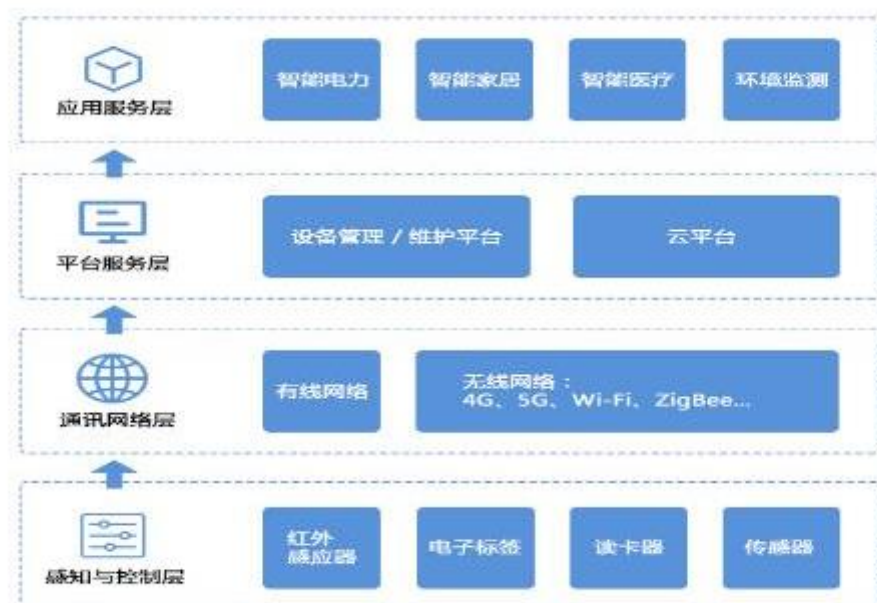 智能电力
智能家居
智能医疗
环境监测
应用服务层
设备管理 / 维护平台
云平台
平台服务层
有线网络
无线网络：
4G、5G、Wi-Fi、ZigBee...
通讯网络层
红外
感应器
电子标签
读卡器
传感器
感知与控制层